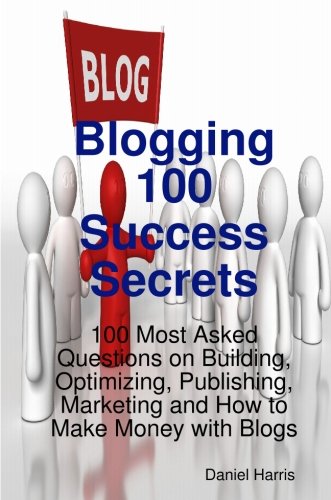 BLOG
Blogging
100
Success
Secrets
100 Most Asked
Questions on Building,
Optimizing, Publishing,
Marketing and How to
Make Money with Blogs
Daniel Harris